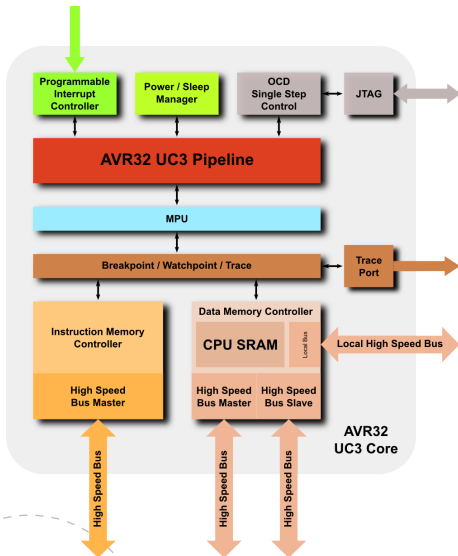 Programmable
Interrupt
Controller
Power / Sleep
Manager
OCD
Single Step
Control
JTAG
AVR32 UC3 Pipeline
MPU
Breakpoint / Watchpoint / Trace
Trace
Port
Instruction Memory
Controller
High Speed
Bus Master
Data Memory Controller
CPU SRAM
Local Bus
Local High Speed Bus
High Speed
Bus Master
High Speed
Bus Slave
AVR32
UC3 Core
High Speed Bus
High Speed Bus
High Speed Bus